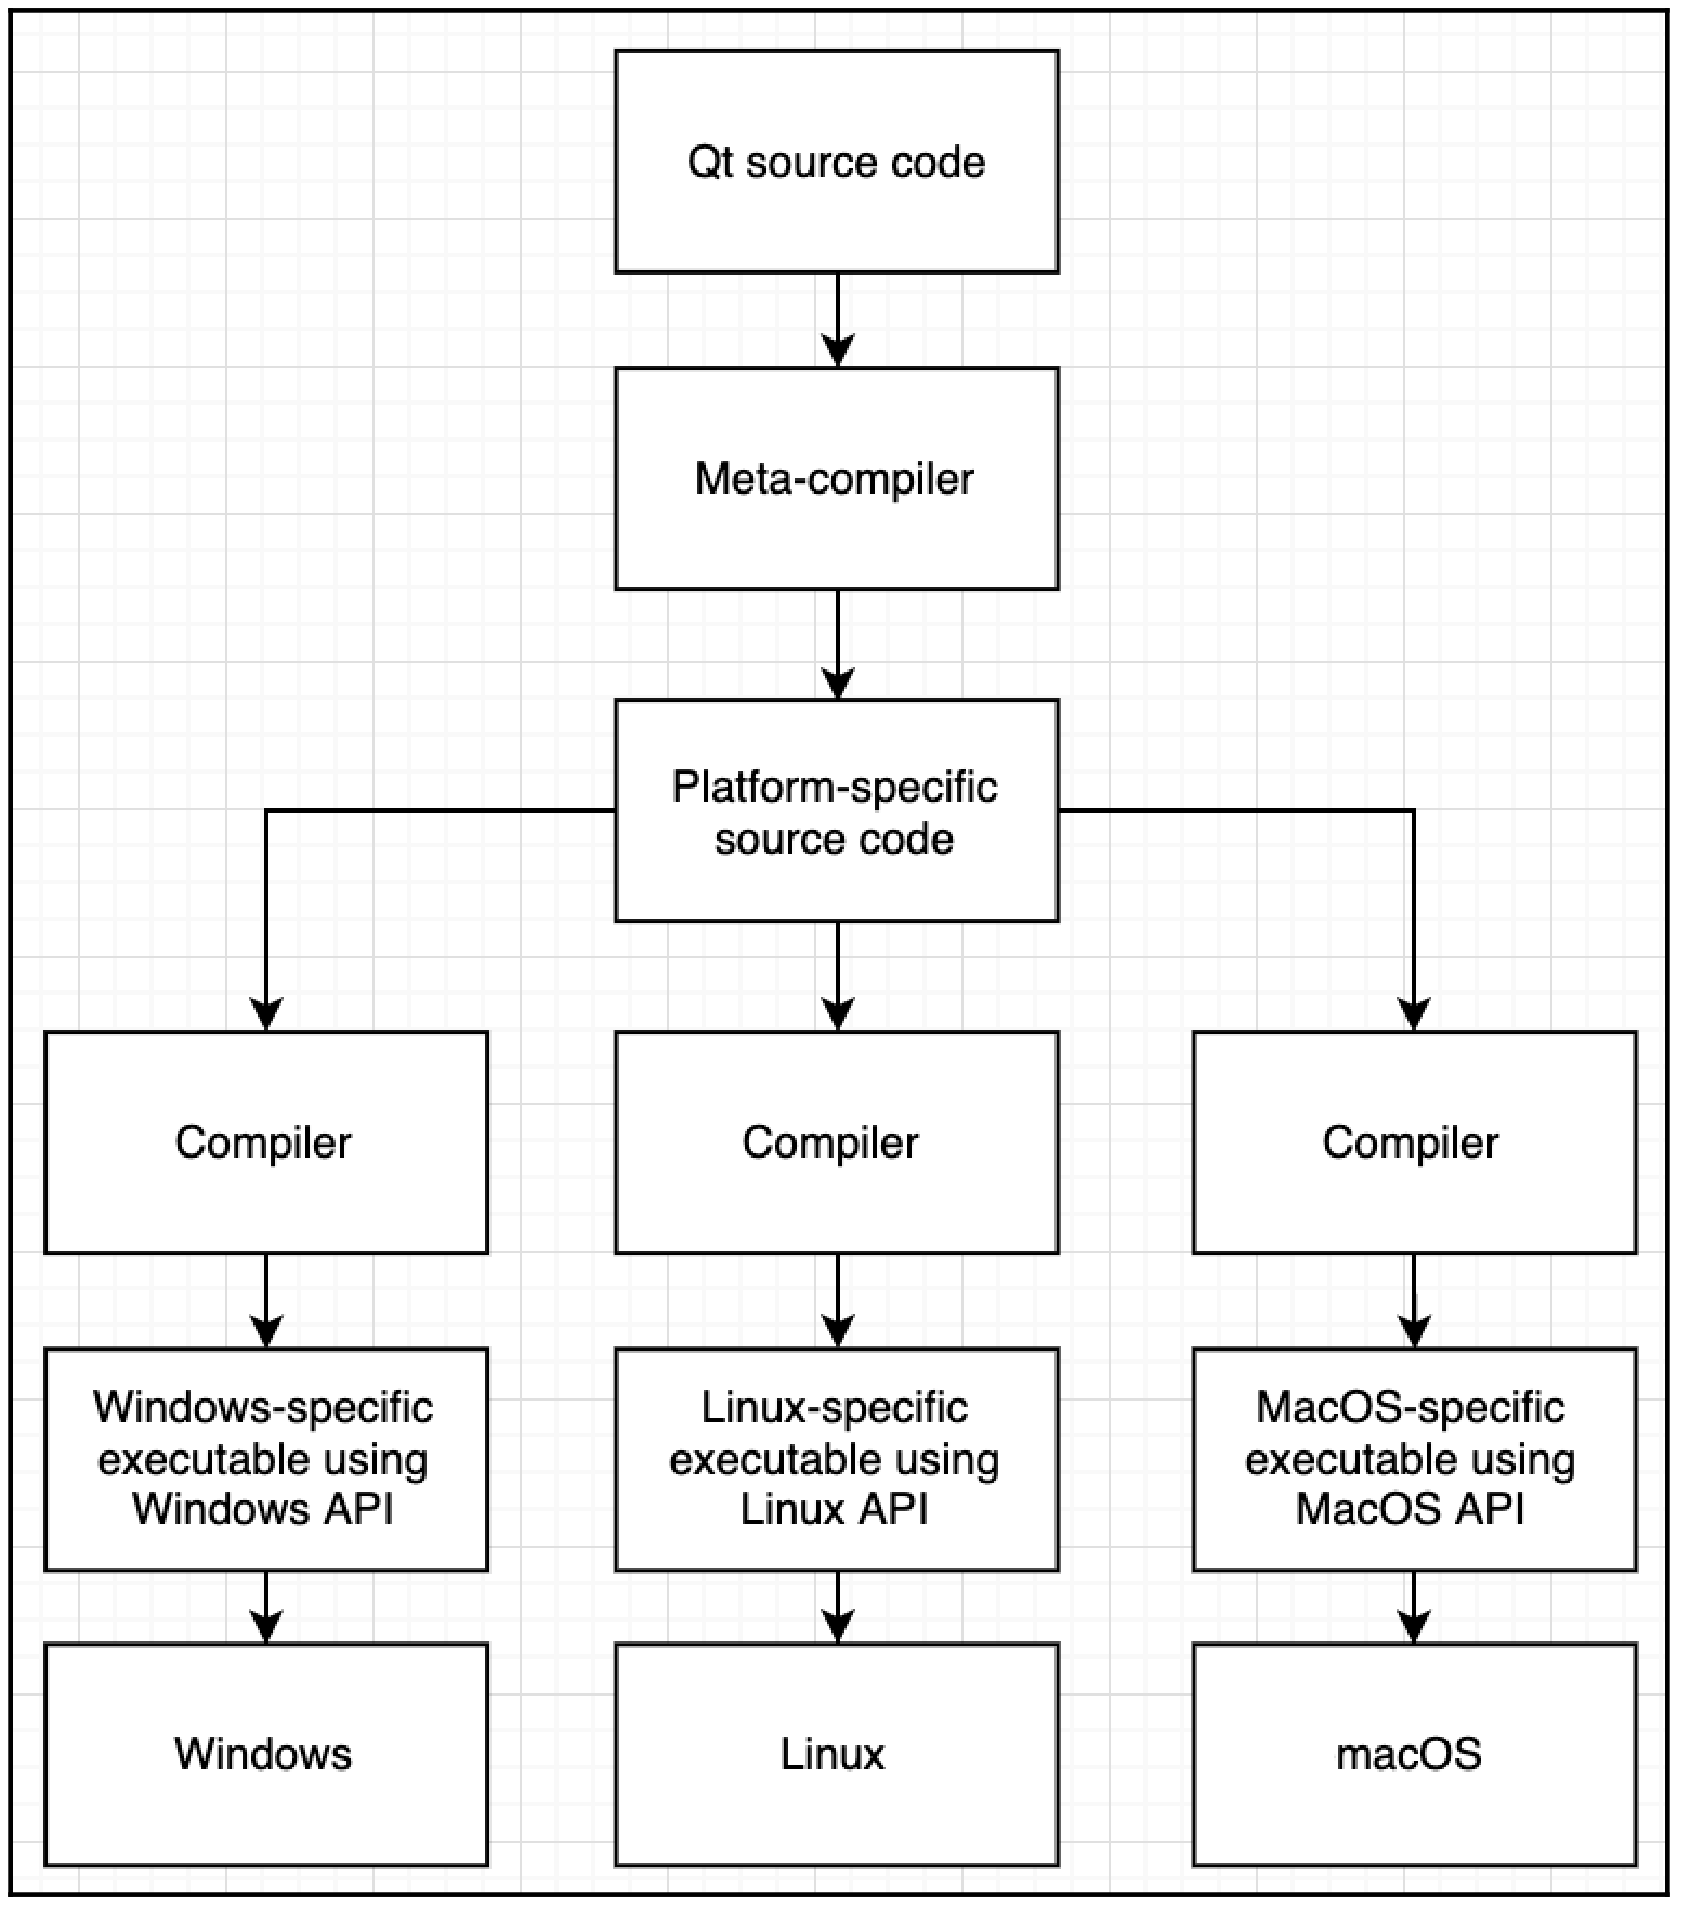 Qt source code
Meta-compiler
Platform-specific
source code
Compiler
Compiler
Compiler
Windows-specific
executable using
Windows API
Linux-specific
executable using
Linux API
MacOS-specific
executable using
MacOS API
Windows
Linux
macOS